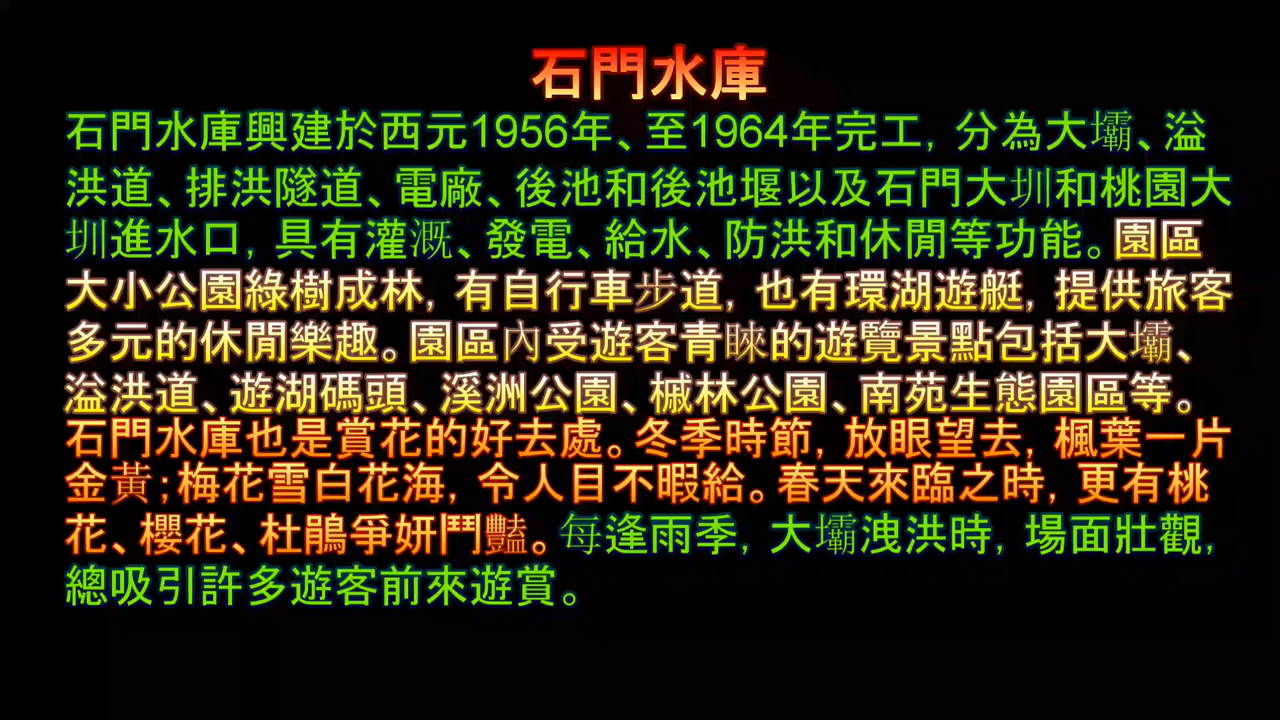 石門水庫
石門水庫興建於西元1956年、至1964年完工, 分為大壩、溢
洪道、排洪隧道、電廠、後池和後池堰以及石門大圳和桃園大
圳進水口, 具有灌溉、發電、給水、防洪和休閒等功能。園區
大小公園綠樹成林, 有自行車步道, 也有環湖遊艇, 提供旅客
多元的休閒樂趣。園區內受遊客青睞的遊覽景點包括大壩、
溢洪道、遊湖碼頭、溪洲公園、槭林公園、南苑生態園區等。
石門水庫也是賞花的好去處。冬季時節, 放眼望去, 楓葉一片
金黃;梅花雪白花海, 令人目不暇給。春天來臨之時, 更有桃
花、櫻花、杜鵑爭妍鬥豔。每逢雨季, 大壩洩洪時, 場面壯觀,
總吸引許多遊客前來遊賞。